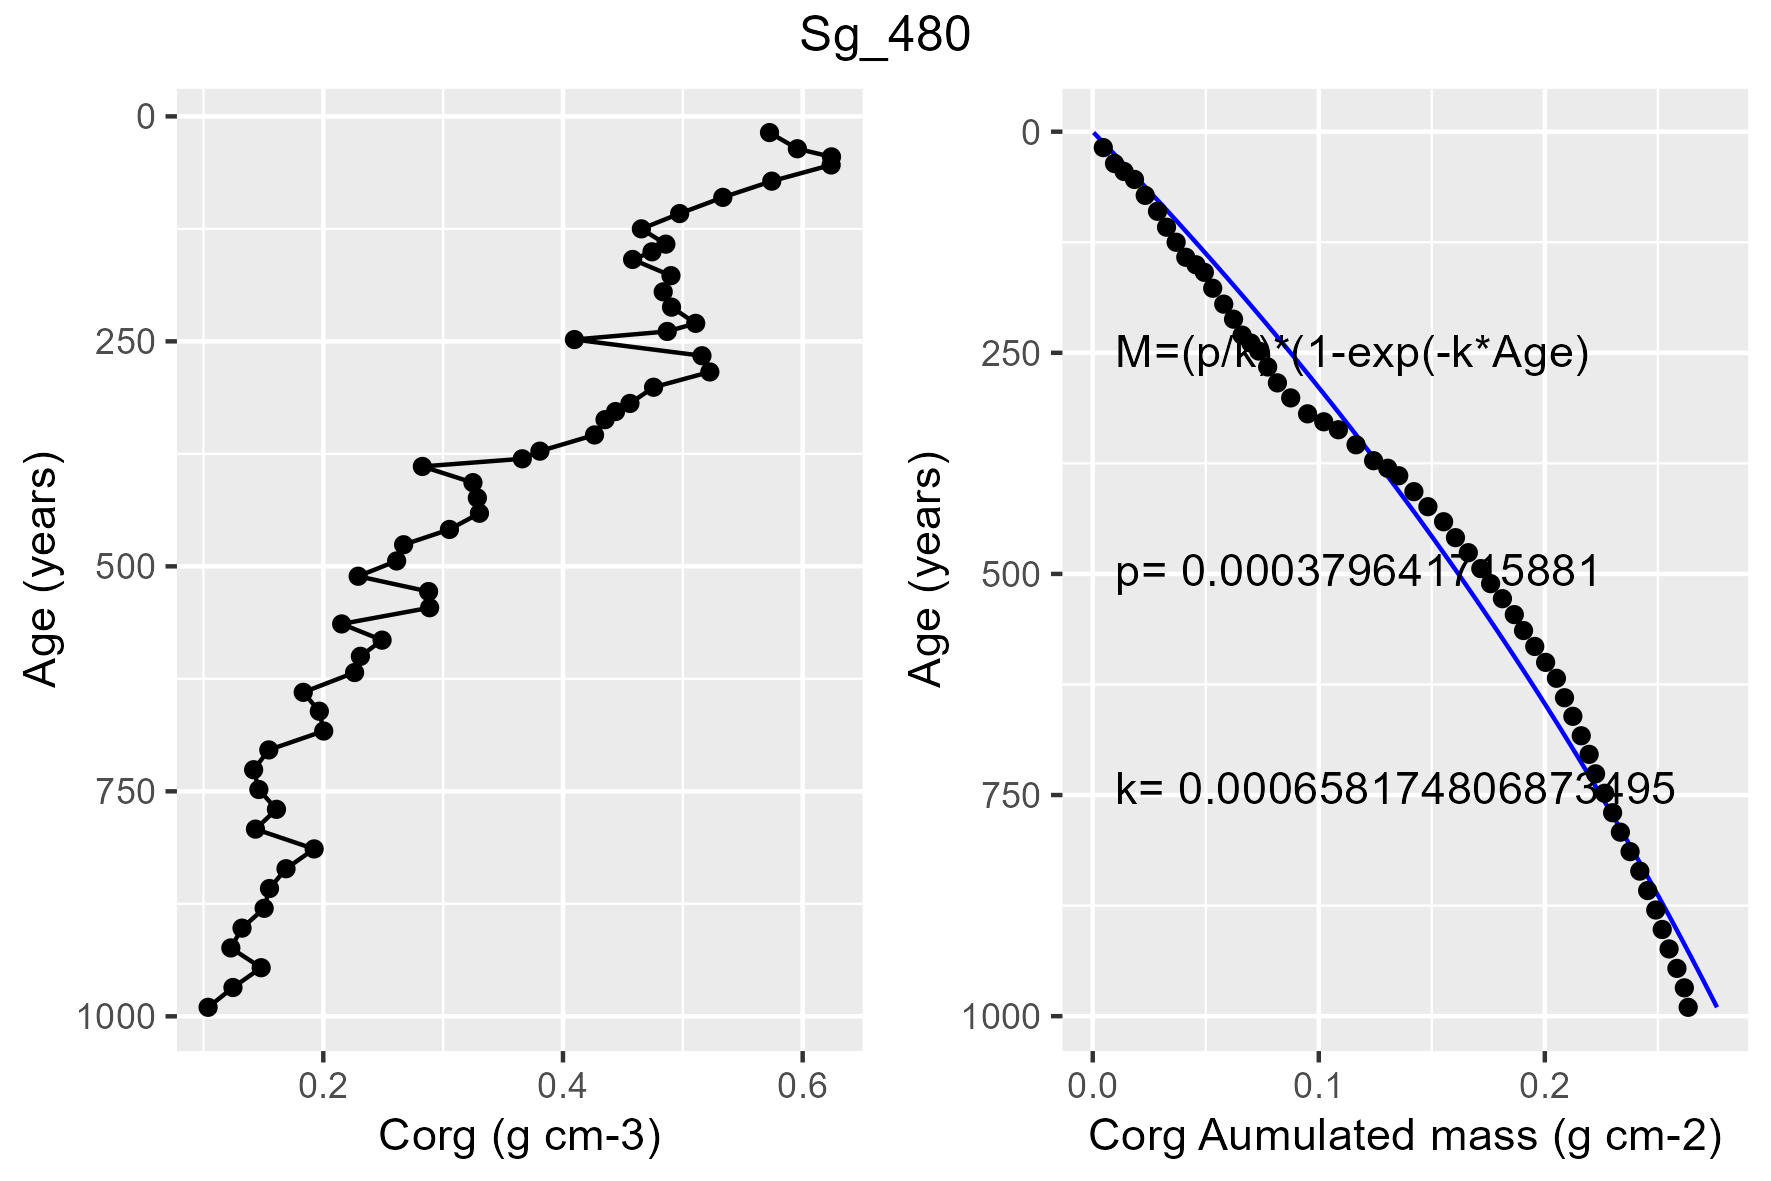 Sg_480
0
250
500
750
1000
Age (years)
0.2
0.4
0.6
Corg (g cm-3)
0
250
500
750
1000
Age (years)
M=(p/k)*(1-exp(-k*Age)
p=
k= 0.000658174806873495
0.0
0.1
0.2
Corg Aumulated mass (g cm-2)